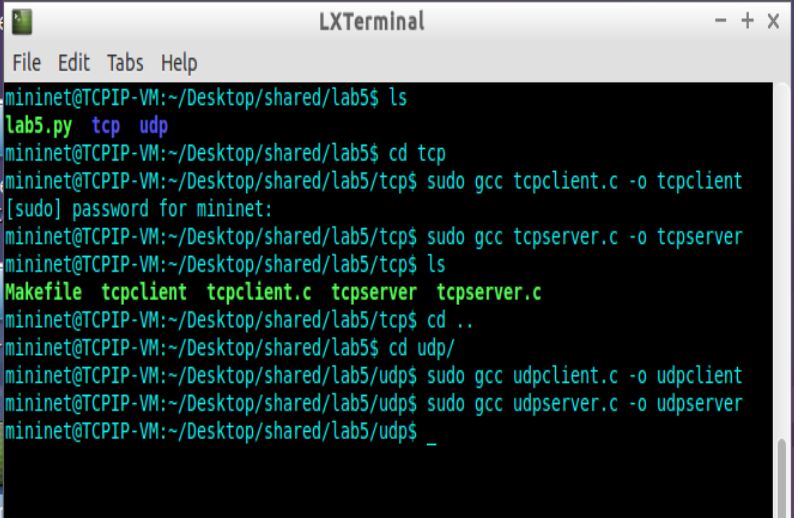 LXTerminal
File Edit Tabs Help
mininet@TCPIP-VM:~/Desktop/shared/lab5$ ls
lab5.py tcp udp
mininet@TCPIP-VM:~/Desktop/shared/lab5$ cd tcp
mininet@TCPIP-VM:~/Desktop/shared/lab5/tcp$ sudo gcc tcpclient.c -o tcpclient
[sudo] password for mininet:
mininet@TCPIP-VM:~/Desktop/shared/lab5/tcp$ sudo gcc tcpserver.c -o tcpserver
mininet@TCPIP-VM:~/Desktop/shared/lab5/tcp$ ls
Makefile tcpclient tcpclient.c tcpserver tcpserver.c
mininet@TCPIP-VM:~/Desktop/shared/lab5/tcp$ cd ..
mininet@TCPIP-VM:~/Desktop/shared/lab5$ cd udp/
mininet@TCPIP-VM:~/Desktop/shared/lab5/udp$ sudo gcc udpclient.c -o udpclient
mininet@TCPIP-VM:~/Desktop/shared/lab5/udp$ sudo gcc udpserver.c -o udpserver
mininet@TCPIP-VM:~/Desktop/shared/lab5/udp$ _